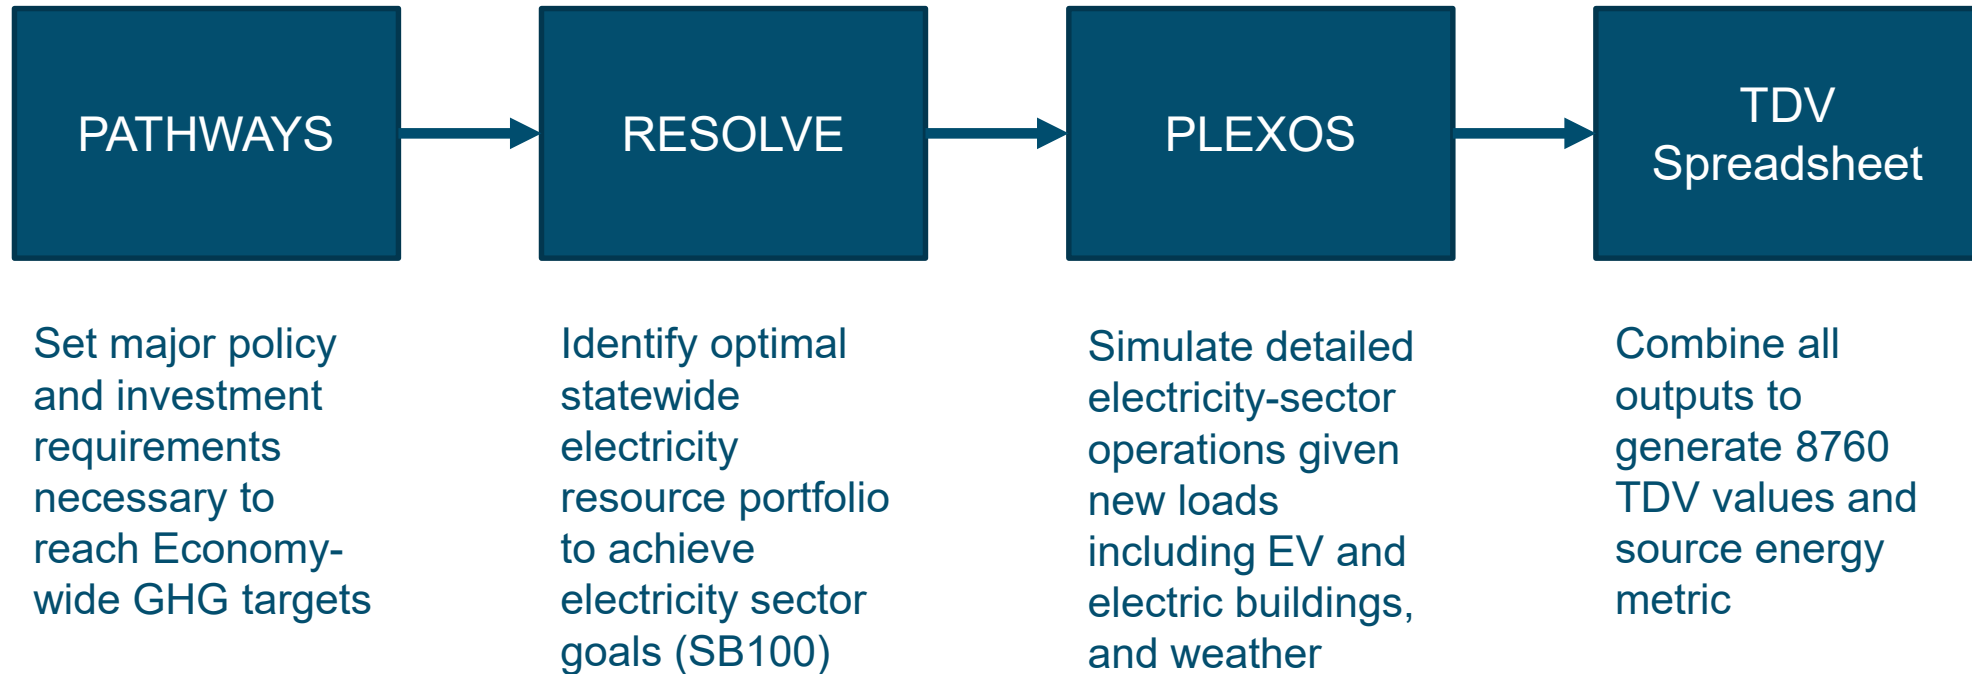 PATHWAYS
RESOLVE
PLEXOS
TDV
Spreadsheet
Set major policy
and investment
requirements
necessary to
reach Economy-
wide GHG targets
Identify optimal
statewide
electricity
resource portfolio
to achieve
electricity sector
goals (SB100)
Simulate detailed
electricity-sector
operations given
new loads
including EV and
electric buildings,
and weather
Combine all
outputs to
generate 8760
TDV values and
source energy
metric